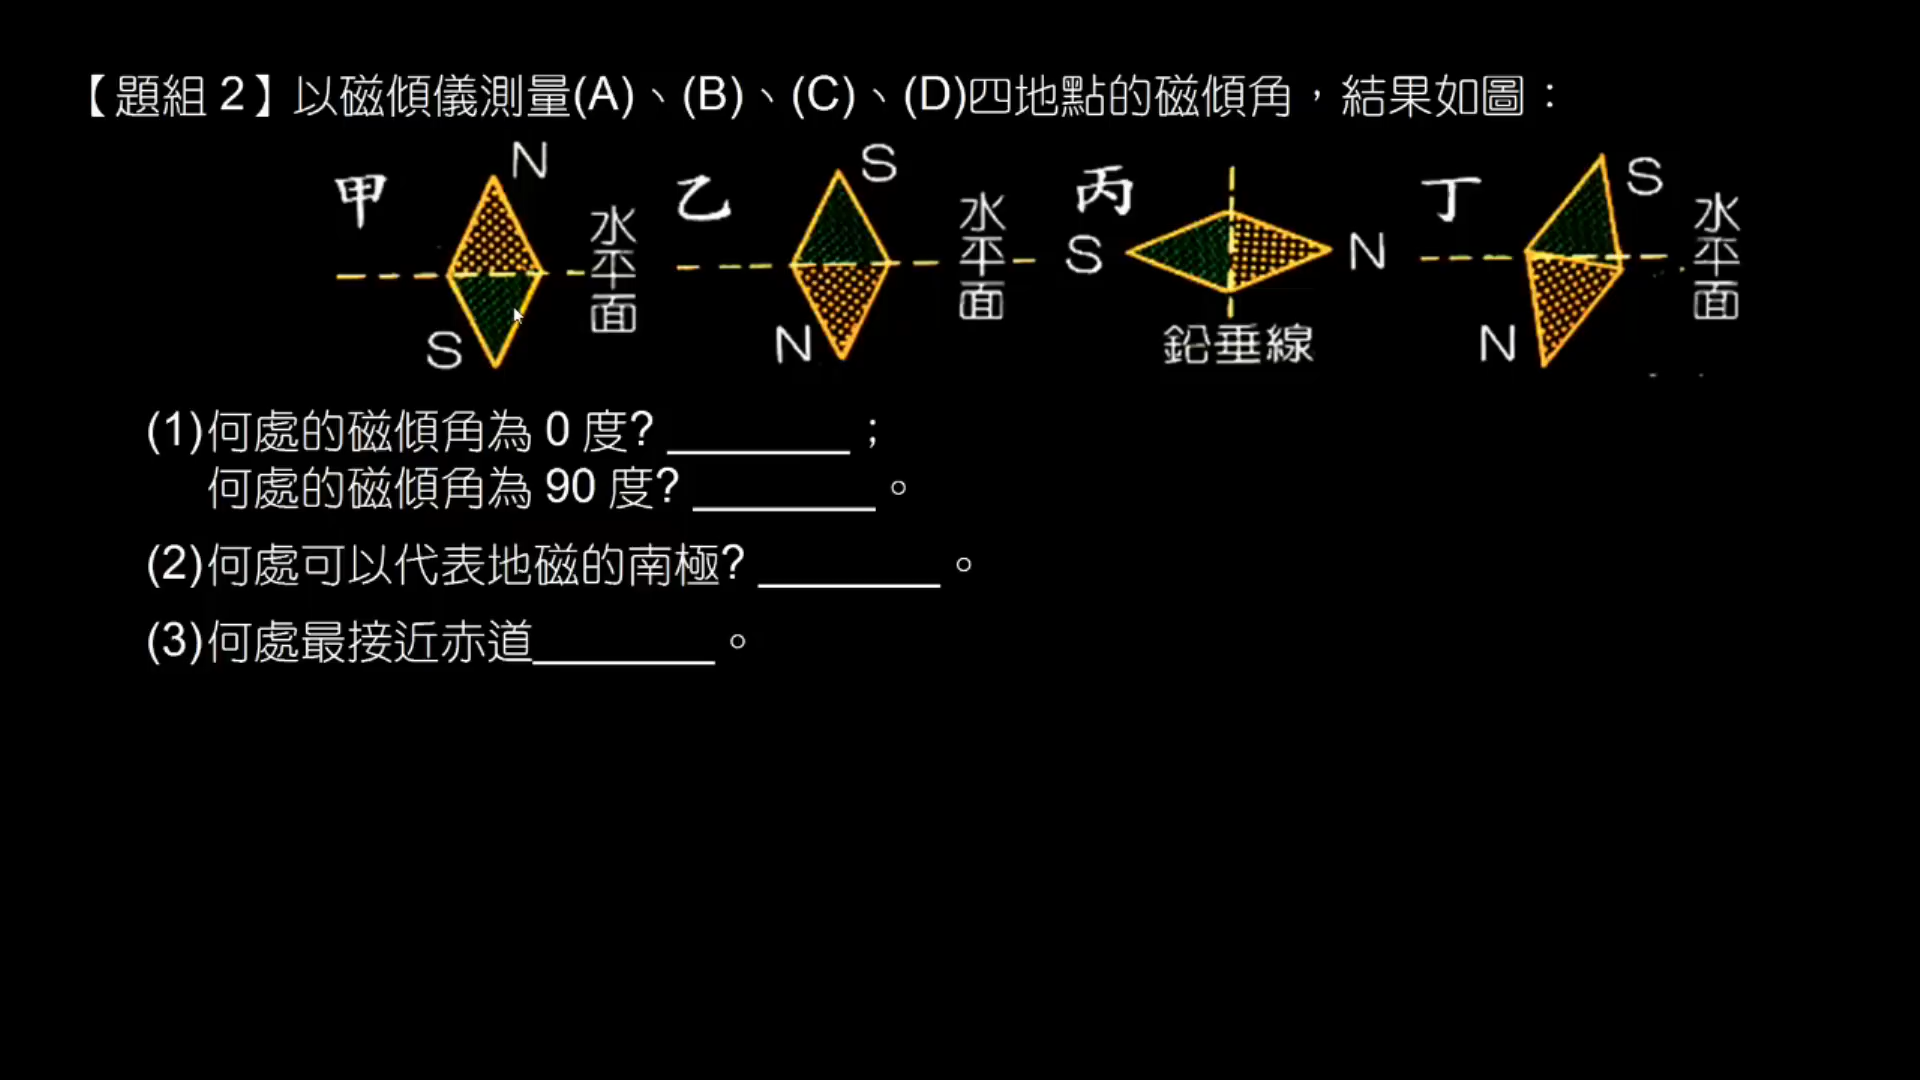 【題組 2】以磁傾儀測量(A)、(B)、(C)、(D)四地點的磁傾角，結果如圖：
甲 N S 水平面
乙 S N 水平面
丙 S N 鉛垂線
丁 S N 水平面
(1)何處的磁傾角為 0 度? ________；
何處的磁傾角為 90 度? ________。
(2)何處可以代表地磁的南極? ________。
(3)何處最接近赤道________。